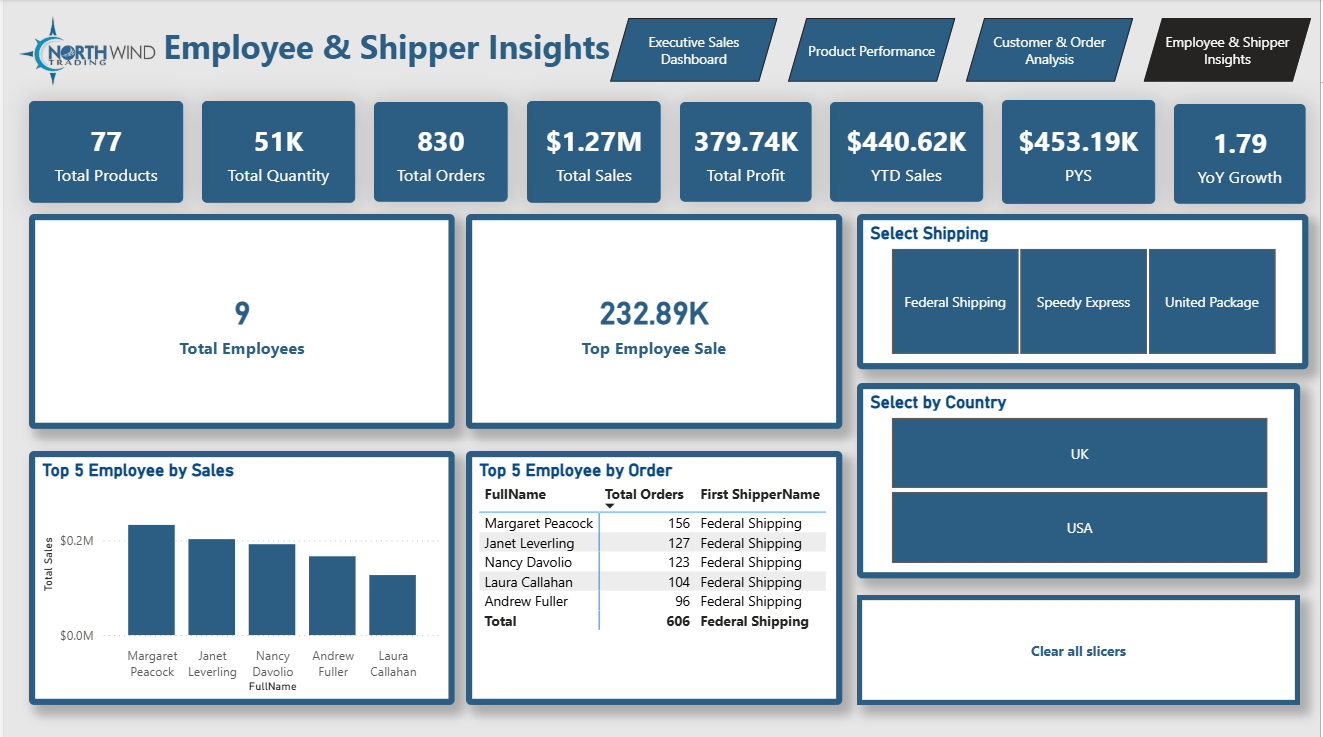 NORTHWIND
TRADING
Employee & Shipper Insights
Executive Sales
Dashboard
Product Performance
Customer & Order
Analysis
Employee & Shipper
Insights
77
Total Products
51K
Total Quantity
830
Total Orders
$1.27M
Total Sales
379.74K
Total Profit
$440.62K
YTD Sales
$453.19K
PYS
1.79
YoY Growth
9
Total Employees
232.89K
Top Employee Sale
Select Shipping
Federal Shipping
Speedy Express
United Package
Select by Country
UK
USA
Clear all slicers
Top 5 Employee by Sales
Total Sales
$0.2M
$0.0M
Margaret
Peacock
Janet
Leverling
Nancy
Davolio
Andrew
Fuller
Laura
Callahan
FullName
Top 5 Employee by Order
FullName Total Orders First ShipperName
Margaret Peacock 156 Federal Shipping
Janet Leverling 127 Federal Shipping
Nancy Davolio 123 Federal Shipping
Laura Callahan 104 Federal Shipping
Andrew Fuller 96 Federal Shipping
Total 606 Federal Shipping